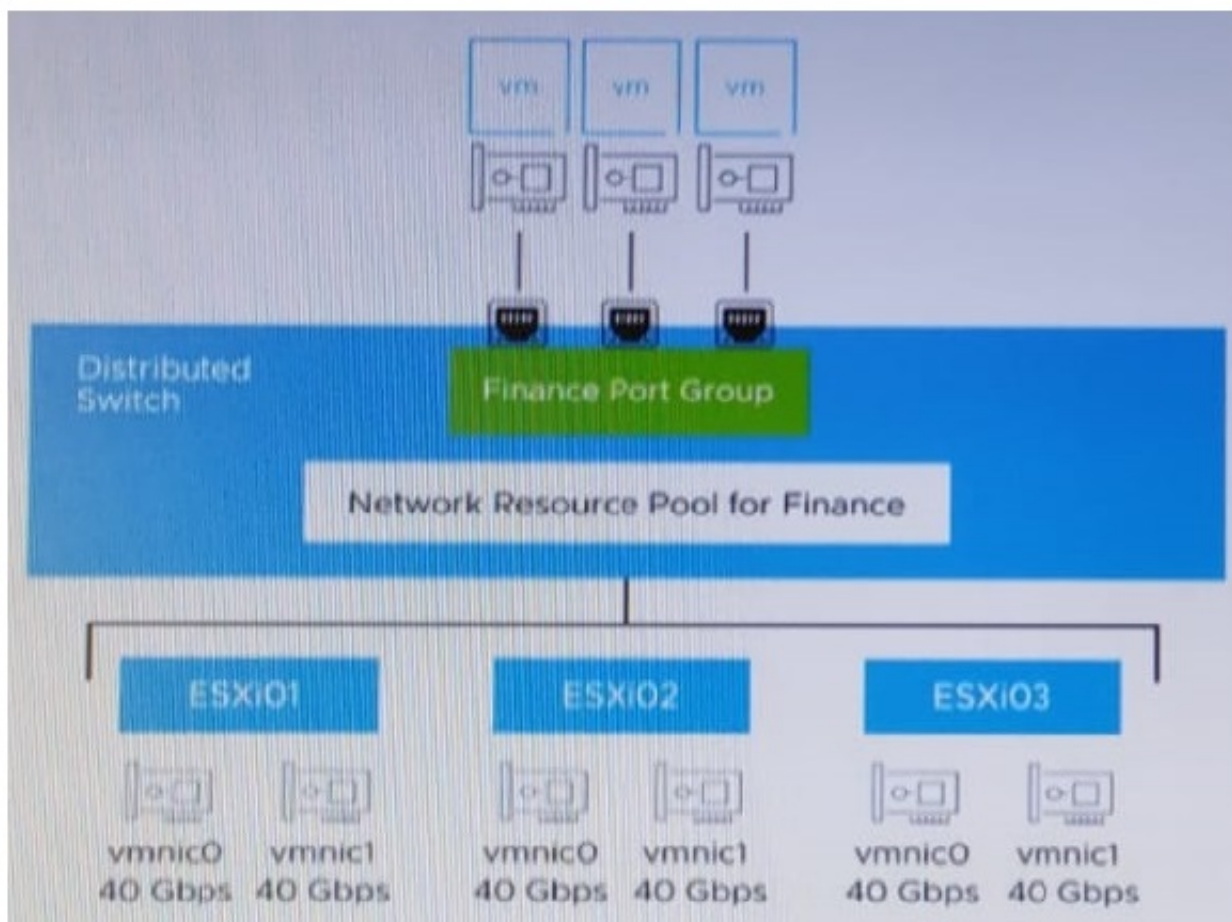 vm vm vm
Distributed
Switch
Finance Port Group
Network Resource Pool for Finance
ESXi01 ESXi02 ESXi03
vmnic0 vmnic1 vmnic0 vmnic1 vmnic0 vmnic1
40 Gbps 40 Gbps 40 Gbps 40 Gbps 40 Gbps 40 Gbps